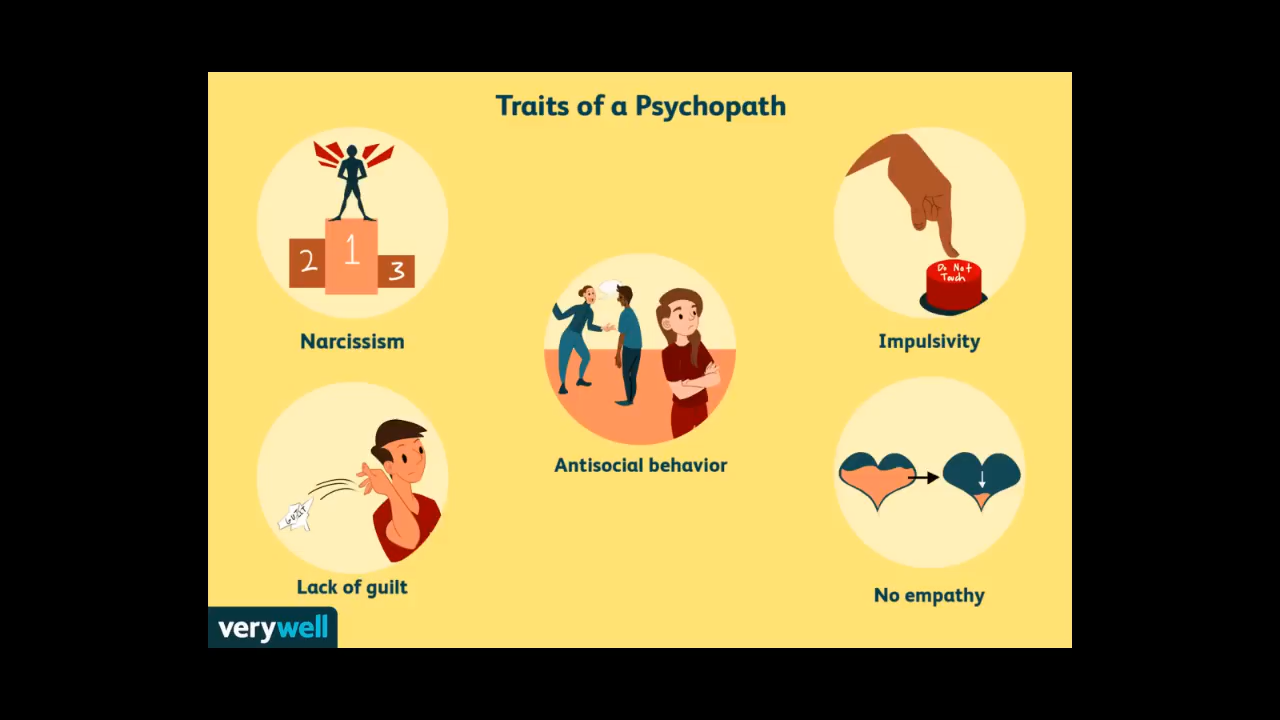 Traits of a Psychopath
2
1
3
Narcissism
Do Not
Touch
Impulsivity
Antisocial behavior
GUILT
Lack of guilt
No empathy
verywell